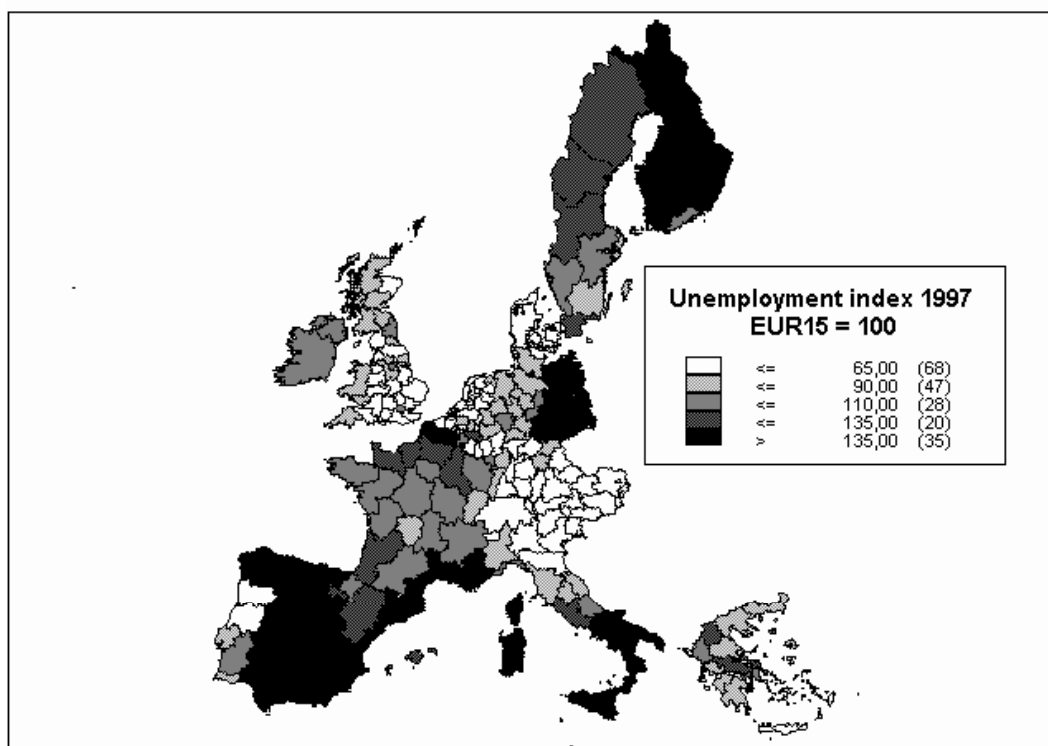 Unemployment index 1997
EUR15 = 100
<= 65,00 (68)
<= 90,00 (47)
<= 110,00 (28)
<= 135,00 (20)
> 135,00 (35)